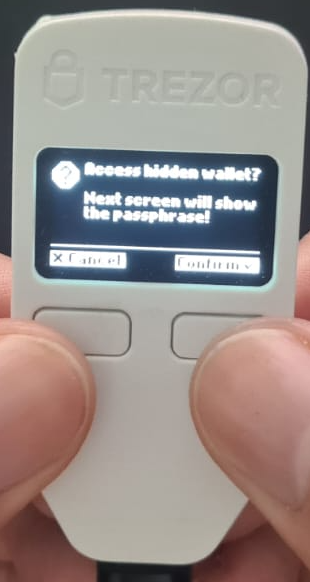 TREZOR
Access hidden wallet?
Next screen will show
the passphrase!
× Cancel
Confirm ✓